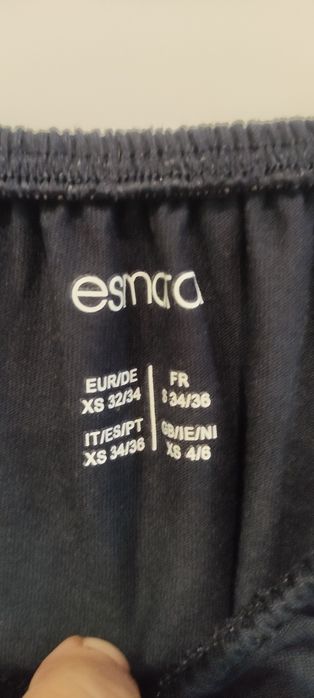 esmara
EUR/DE
XS 32/34
IT/ES/PT
XS 34/36
FR
S 34/36
GB/IE/NI
XS 4/6